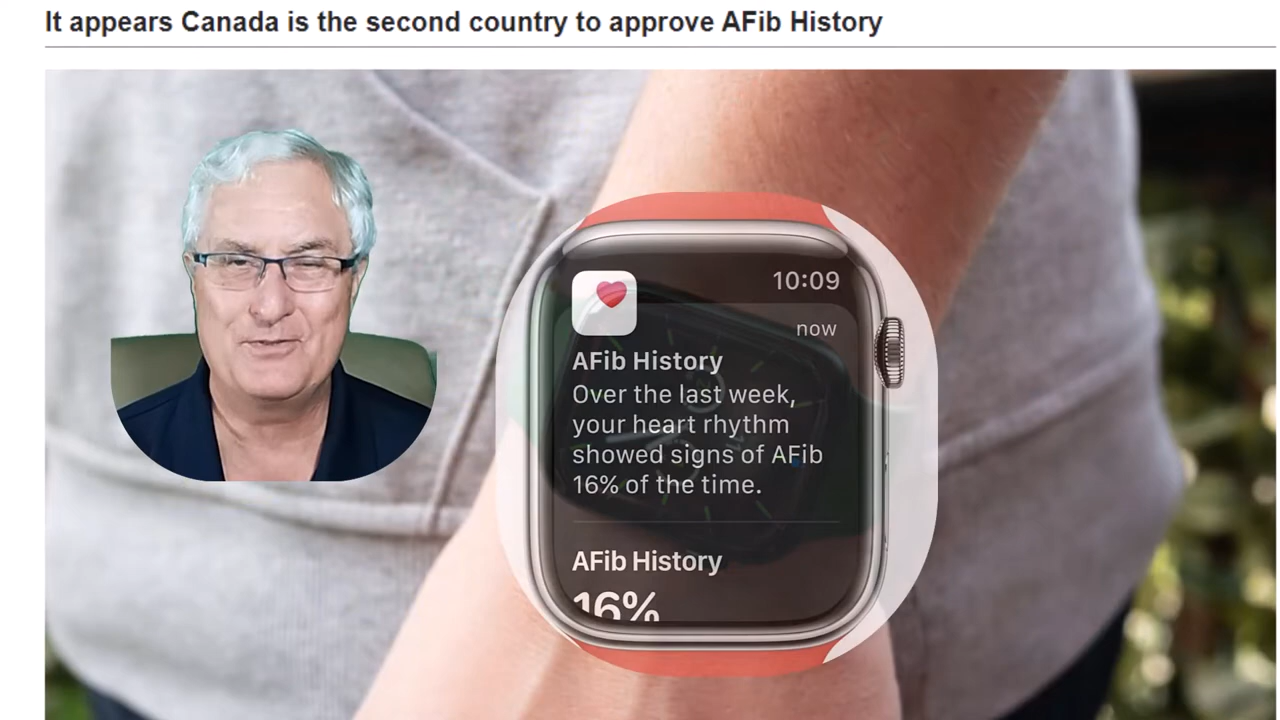 It appears Canada is the second country to approve AFib History
10:09
now
AFib History
Over the last week,
your heart rhythm
showed signs of AFib
16% of the time.
AFib History
16%